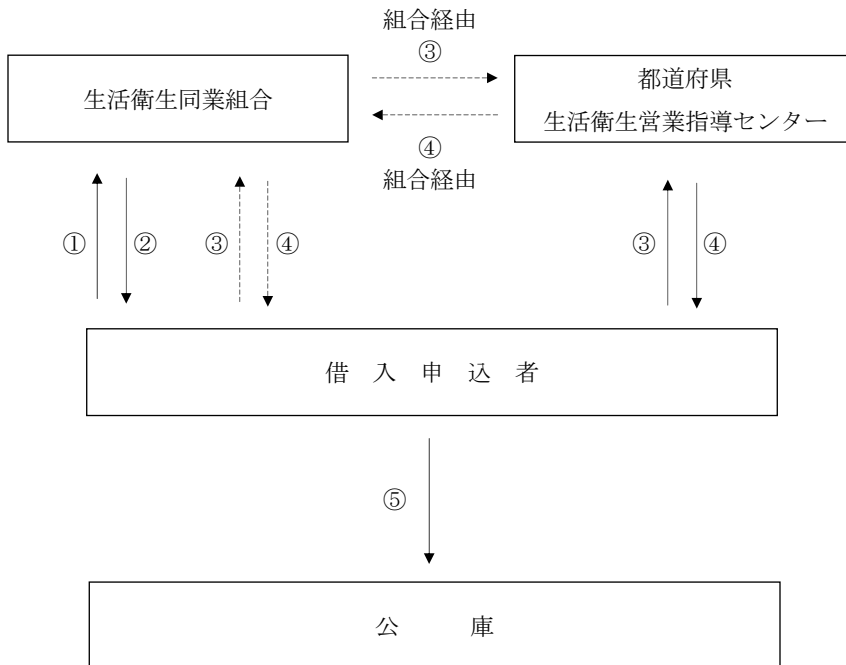 組合経由
③
生活衛生同業組合
都道府県
生活衛生営業指導センター
④
組合経由
①
②
③
④
③
④
借 入 申 込 者
⑤
公 庫